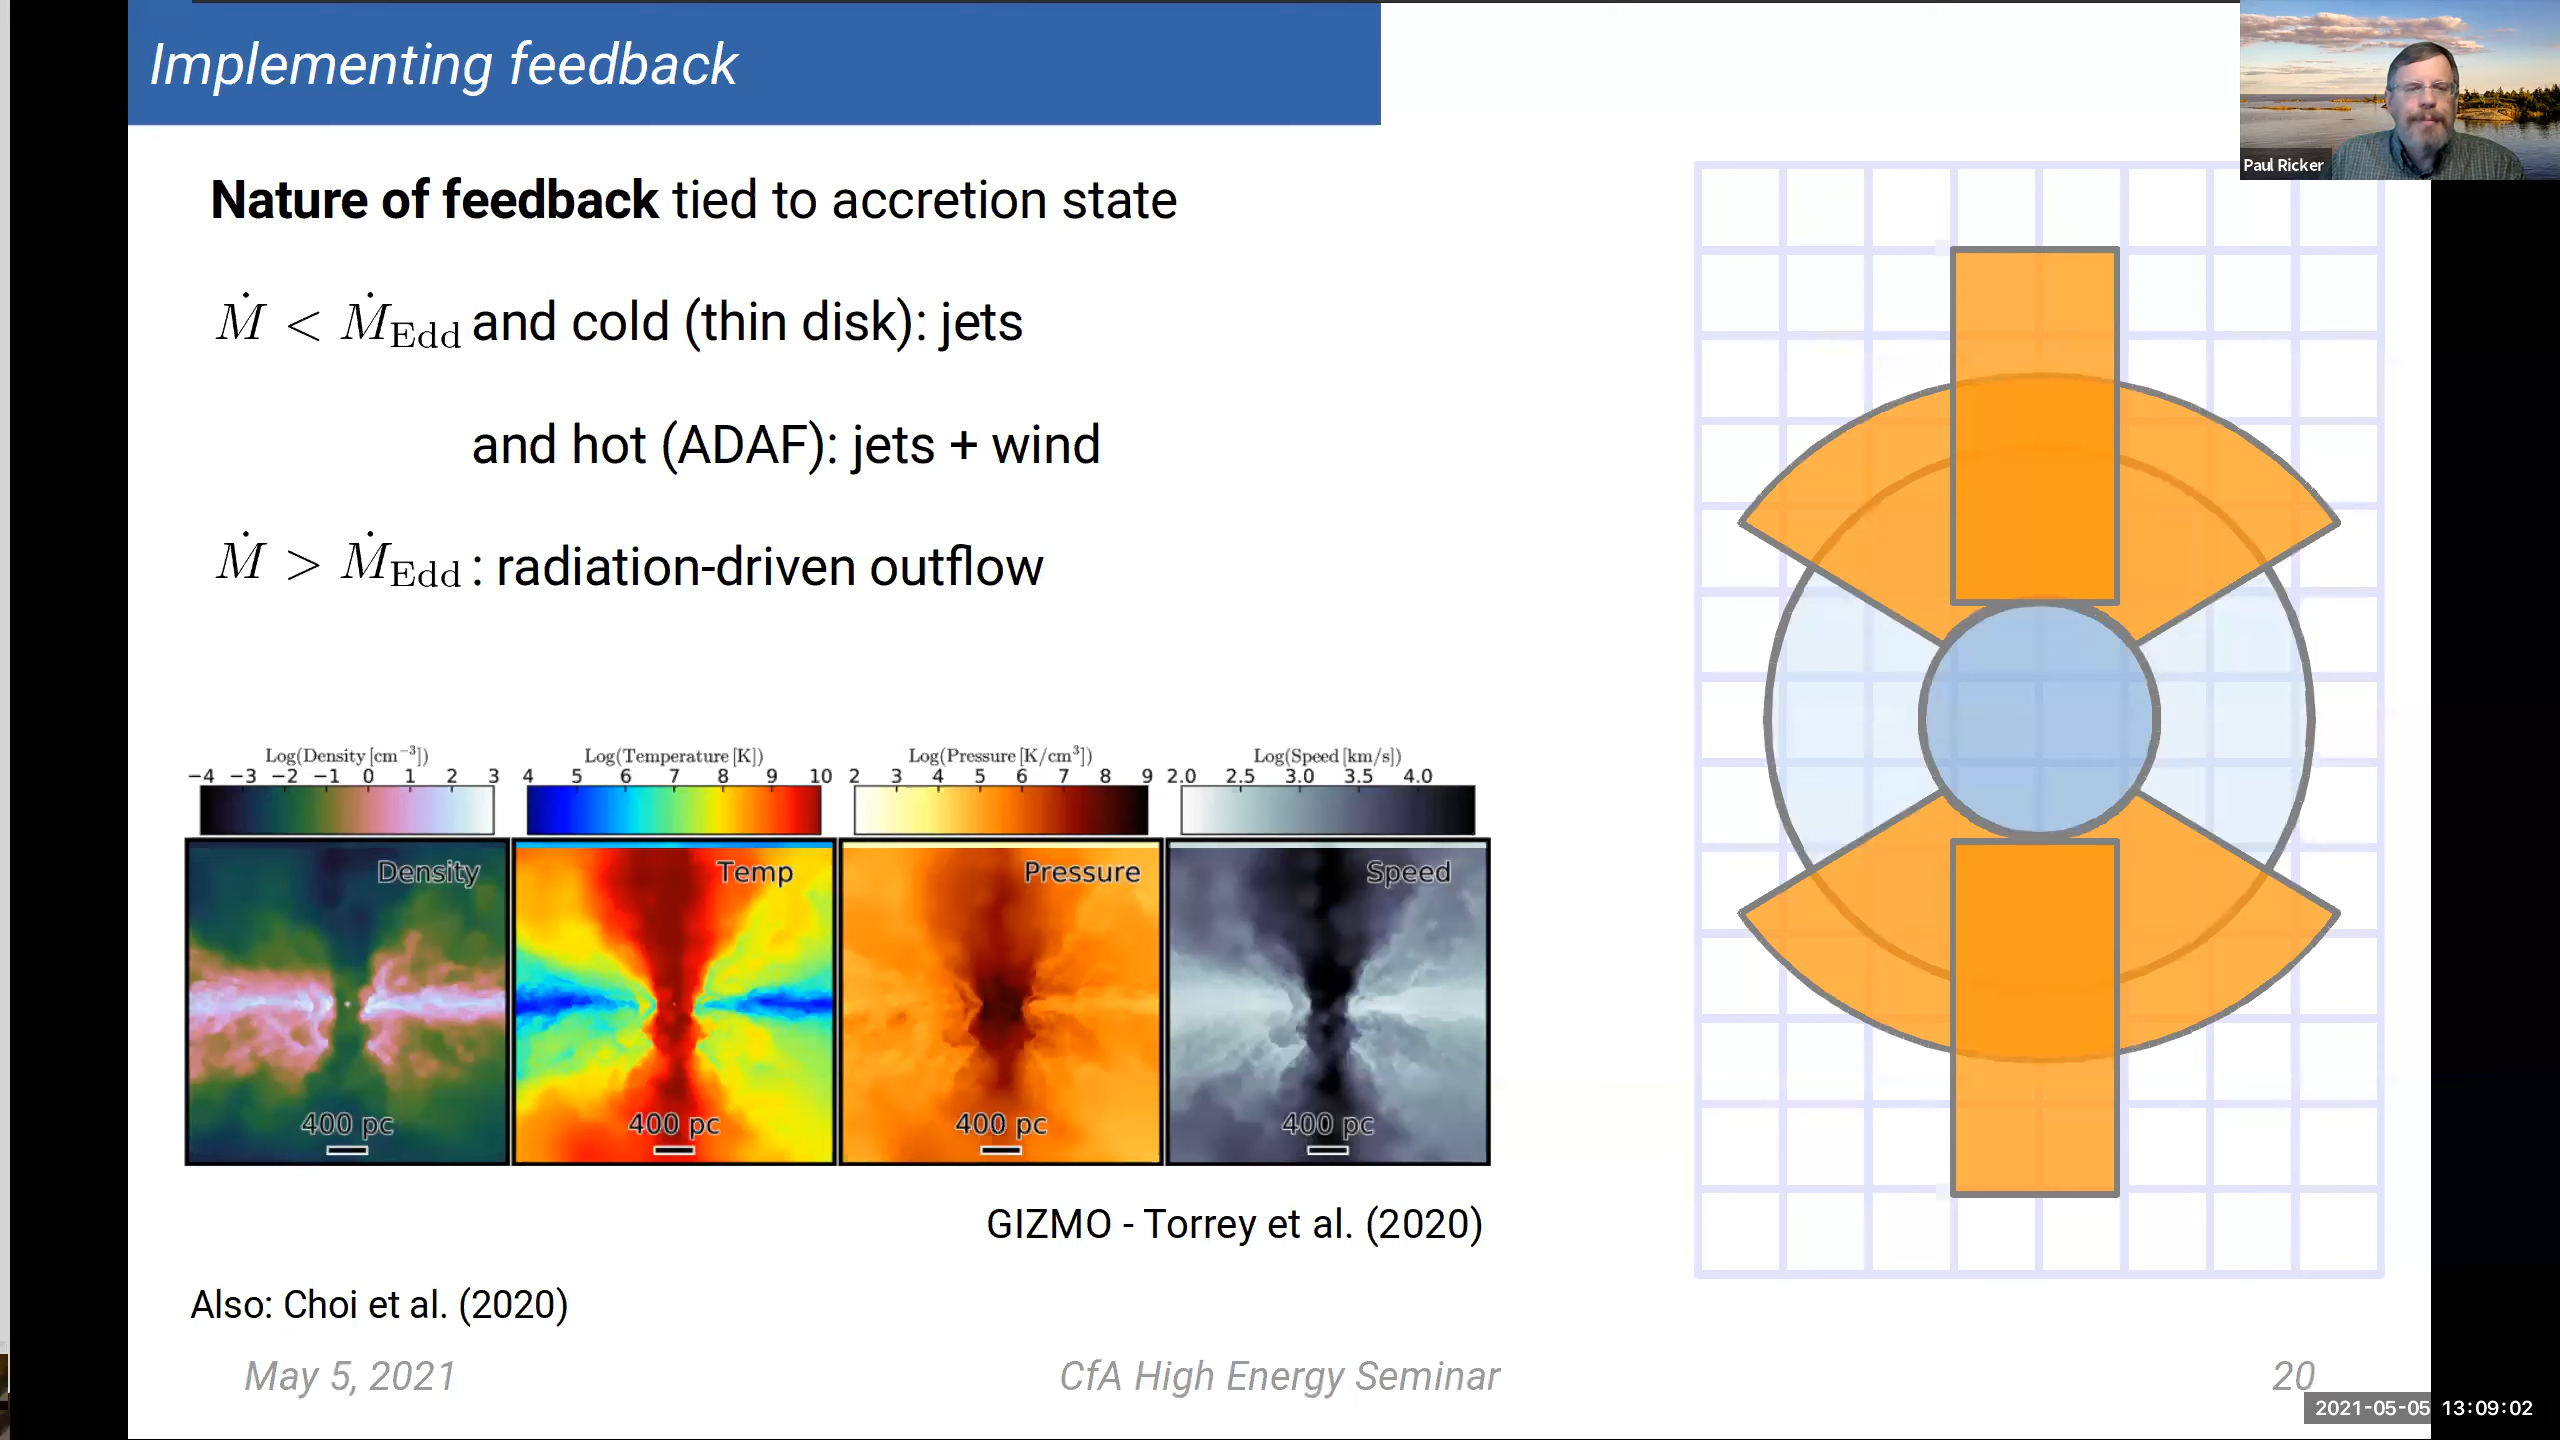 Implementing feedback
Paul Ricker
Nature of feedback tied to accretion state
Ṁ < Ṁ_Edd and cold (thin disk): jets
and hot (ADAF): jets + wind
Ṁ > Ṁ_Edd : radiation-driven outflow
Log(Density [cm⁻³]) Log(Temperature [K]) Log(Pressure [K/cm³]) Log(Speed [km/s])
−4 −3 −2 −1 0 1 2 3 4 5 6 7 8 9 10 2 3 4 5 6 7 8 9 2.0 2.5 3.0 3.5 4.0
Density Temp Pressure Speed
400 pc 400 pc 400 pc 400 pc
GIZMO - Torrey et al. (2020)
Also: Choi et al. (2020)
May 5, 2021 CfA High Energy Seminar 20
2021-05-05 13:09:02